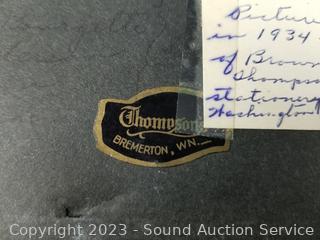 Picture
in 1934
of Brown
Thompson
stationery
Washington
Thompson
BREMERTON, WN.
Copyright 2023 - Sound Auction Service